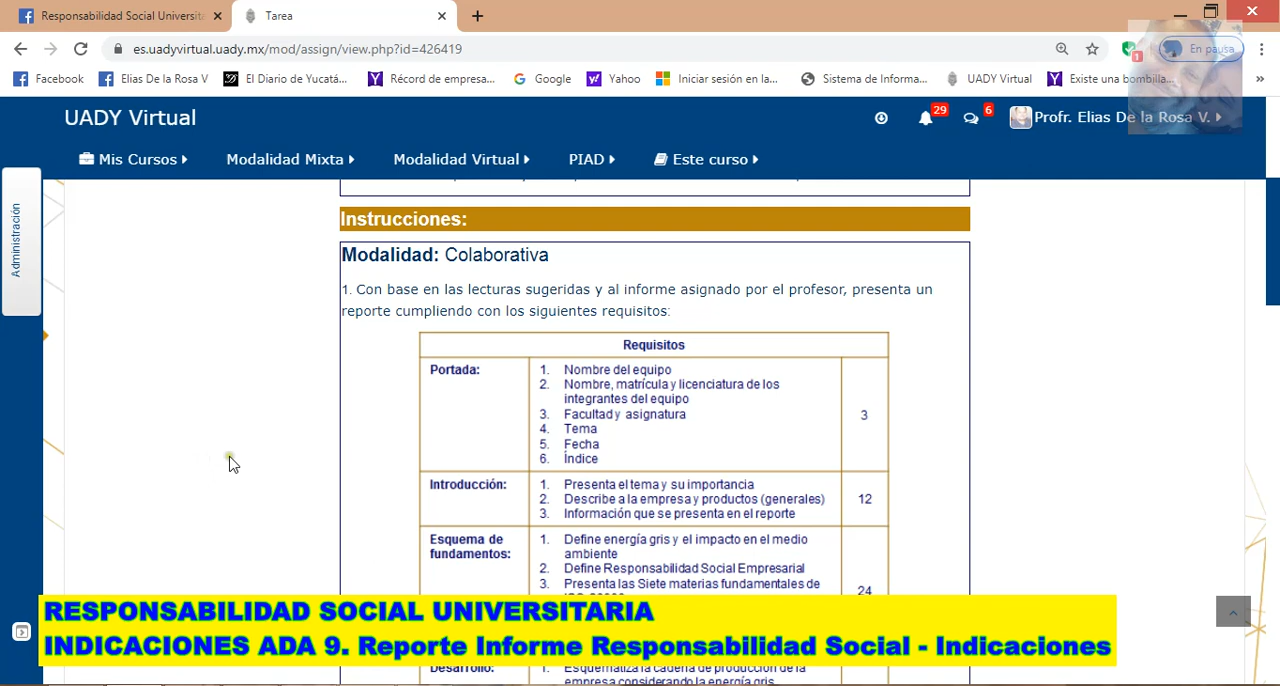 Responsabilidad Social Universita
Tarea
es.uadyvirtual.uady.mx/mod/assign/view.php?id=426419
En pausa
1
Facebook
Elias De la Rosa V
El Diario de Yucatá...
Récord de empresa...
Google
Yahoo
Iniciar sesión en la...
Sistema de Informa...
UADY Virtual
Existe una bombilla...
UADY Virtual
29
6
Profr. Elias De la Rosa V.
Mis Cursos
Modalidad Mixta
Modalidad Virtual
PIAD
Este curso
Administración
Instrucciones:
Modalidad: Colaborativa
1. Con base en las lecturas sugeridas y al informe asignado por el profesor, presenta un
reporte cumpliendo con los siguientes requisitos:
Requisitos
Portada:
1. Nombre del equipo
2. Nombre, matrícula y licenciatura de los
integrantes del equipo
3. Facultad y asignatura
4. Tema
5. Fecha
6. Índice
3
Introducción:
1. Presenta el tema y su importancia
2. Describe a la empresa y productos (generales)
3. Información que se presenta en el reporte
12
Esquema de
fundamentos:
1. Define energía gris y el impacto en el medio
ambiente
2. Define Responsabilidad Social Empresarial
3. Presenta las Siete materias fundamentales de
24
RESPONSABILIDAD SOCIAL UNIVERSITARIA
INDICACIONES ADA 9. Reporte Informe Responsabilidad Social - Indicaciones
Desarrollo:
1. Esquematiza la cadena de producción de la
empresa considerando la energía gris.